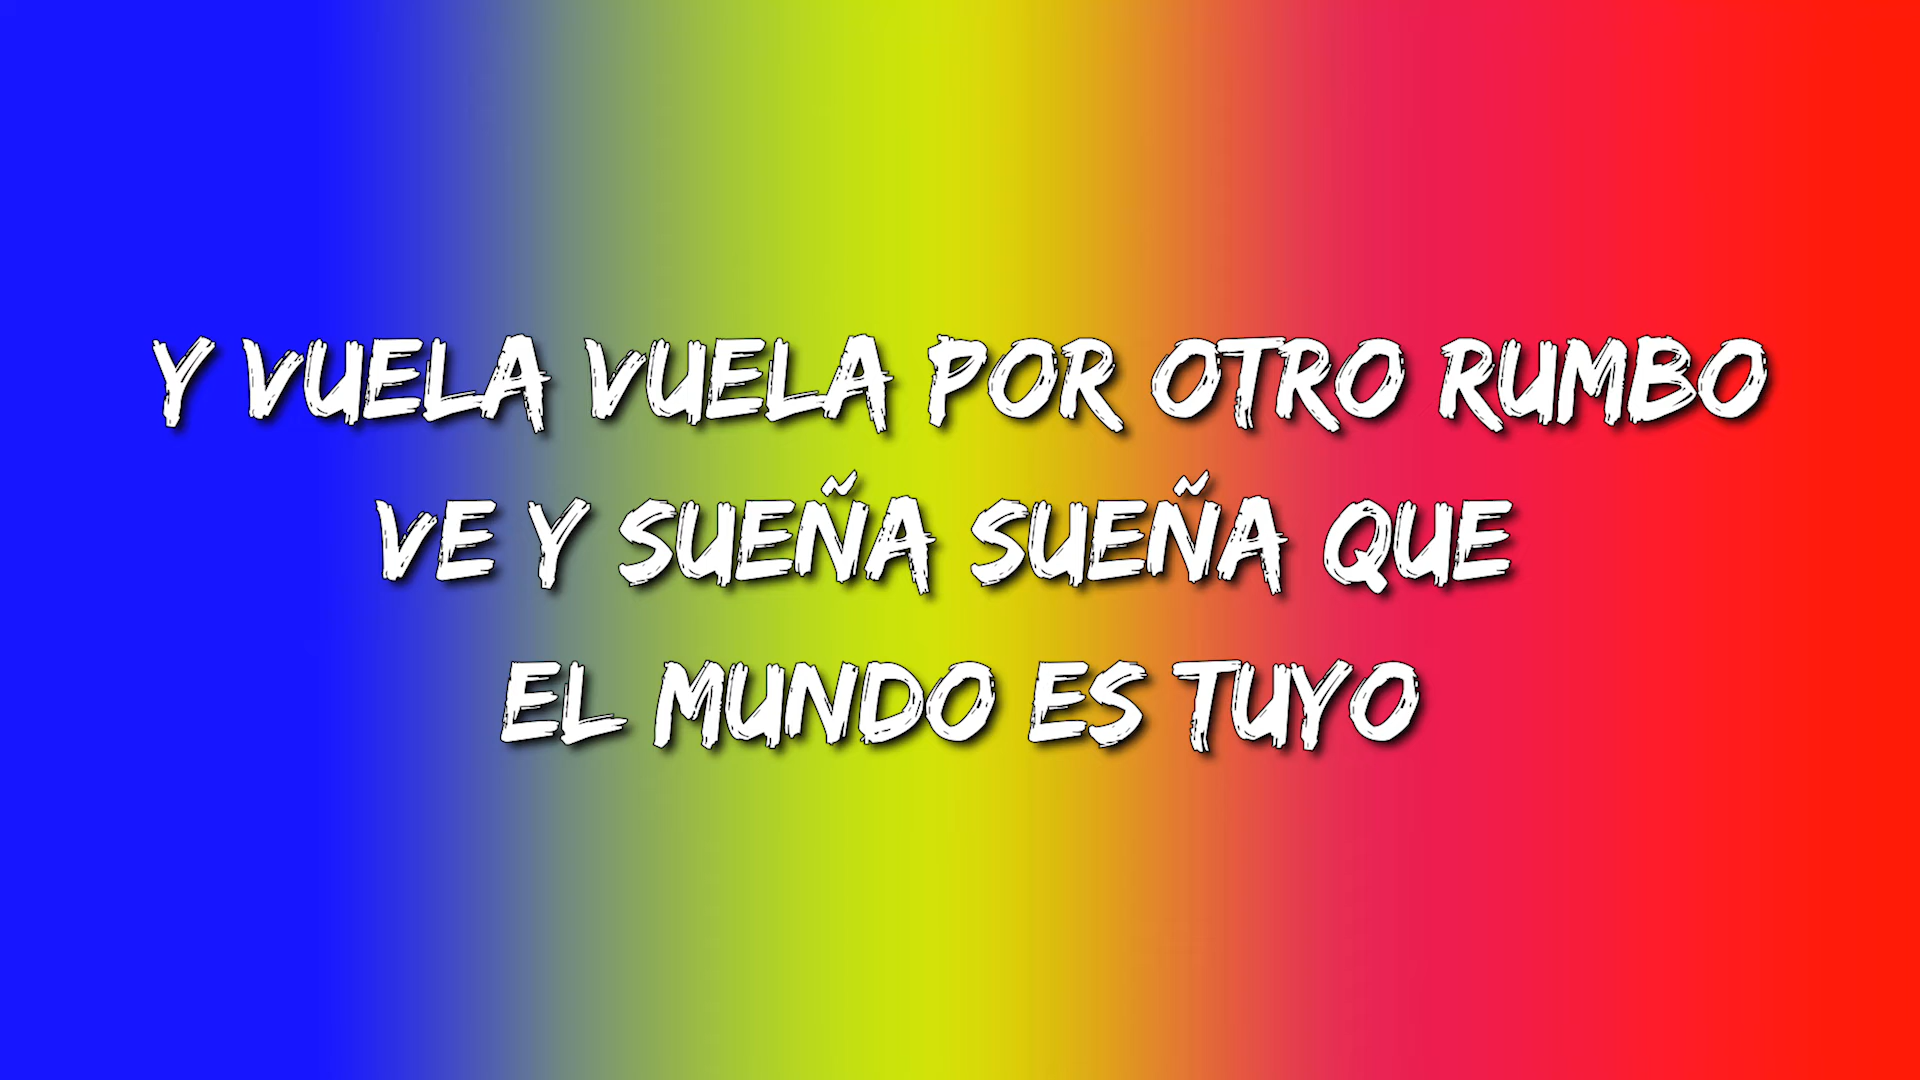 Y VUELA VUELA POR OTRO RUMBO
VE Y SUEÑA SUEÑA QUE
EL MUNDO ES TUYO